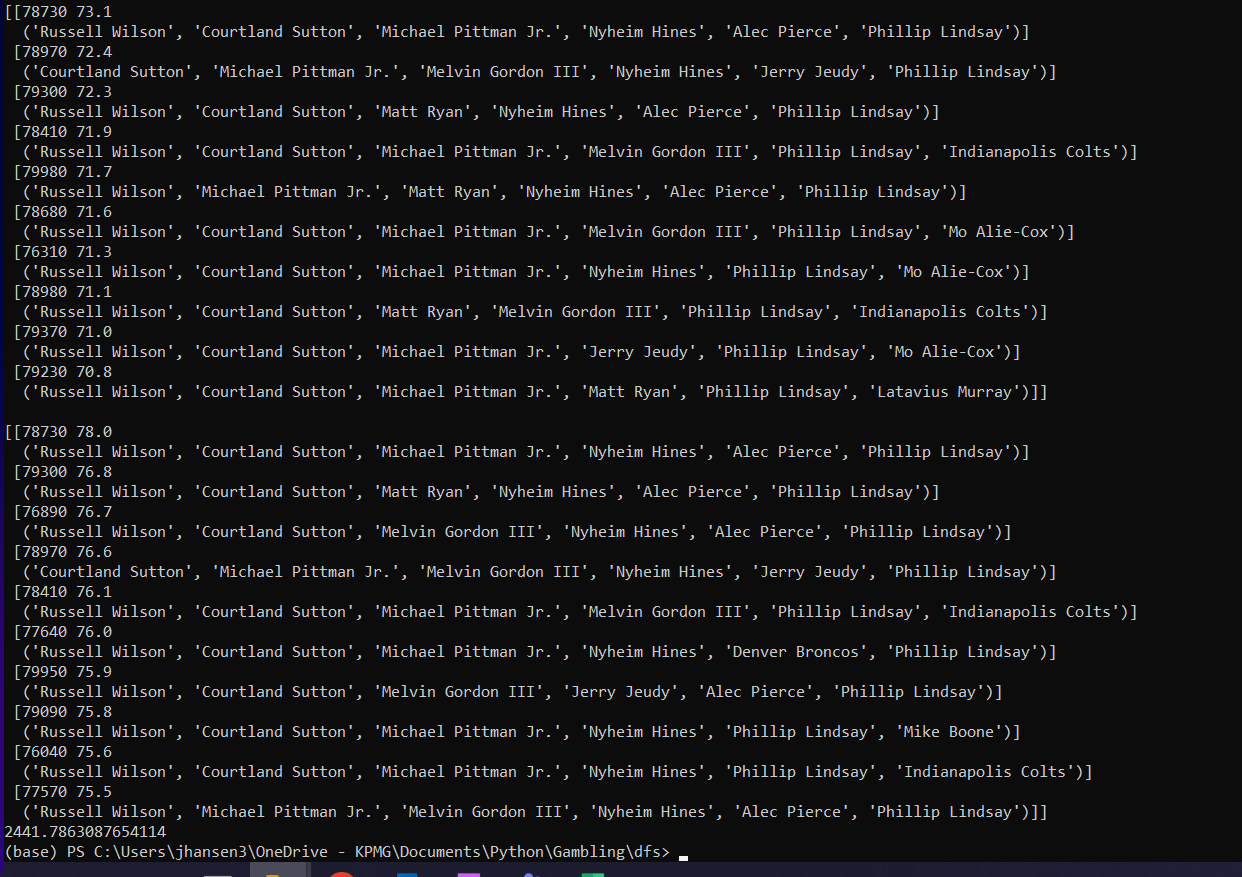 [[78730 73.1
('Russell Wilson', 'Courtland Sutton', 'Michael Pittman Jr.', 'Nyheim Hines', 'Alec Pierce', 'Phillip Lindsay')]
[78970 72.4
('Courtland Sutton', 'Michael Pittman Jr.', 'Melvin Gordon III', 'Nyheim Hines', 'Jerry Jeudy', 'Phillip Lindsay')]
[79300 72.3
('Russell Wilson', 'Courtland Sutton', 'Matt Ryan', 'Nyheim Hines', 'Alec Pierce', 'Phillip Lindsay')]
[78410 71.9
('Russell Wilson', 'Courtland Sutton', 'Michael Pittman Jr.', 'Melvin Gordon III', 'Phillip Lindsay', 'Indianapolis Colts')]
[79980 71.7
('Russell Wilson', 'Michael Pittman Jr.', 'Matt Ryan', 'Nyheim Hines', 'Alec Pierce', 'Phillip Lindsay')]
[78680 71.6
('Russell Wilson', 'Courtland Sutton', 'Michael Pittman Jr.', 'Melvin Gordon III', 'Phillip Lindsay', 'Mo Alie-Cox')]
[76310 71.3
('Russell Wilson', 'Courtland Sutton', 'Michael Pittman Jr.', 'Nyheim Hines', 'Phillip Lindsay', 'Mo Alie-Cox')]
[78980 71.1
('Russell Wilson', 'Courtland Sutton', 'Matt Ryan', 'Melvin Gordon III', 'Phillip Lindsay', 'Indianapolis Colts')]
[79370 71.0
('Russell Wilson', 'Courtland Sutton', 'Michael Pittman Jr.', 'Jerry Jeudy', 'Phillip Lindsay', 'Mo Alie-Cox')]
[79230 70.8
('Russell Wilson', 'Courtland Sutton', 'Michael Pittman Jr.', 'Matt Ryan', 'Phillip Lindsay', 'Latavius Murray')]]
[[78730 78.0
('Russell Wilson', 'Courtland Sutton', 'Michael Pittman Jr.', 'Nyheim Hines', 'Alec Pierce', 'Phillip Lindsay')]
[79300 76.8
('Russell Wilson', 'Courtland Sutton', 'Matt Ryan', 'Nyheim Hines', 'Alec Pierce', 'Phillip Lindsay')]
[76890 76.7
('Russell Wilson', 'Courtland Sutton', 'Melvin Gordon III', 'Nyheim Hines', 'Alec Pierce', 'Phillip Lindsay')]
[78970 76.6
('Courtland Sutton', 'Michael Pittman Jr.', 'Melvin Gordon III', 'Nyheim Hines', 'Jerry Jeudy', 'Phillip Lindsay')]
[78410 76.1
('Russell Wilson', 'Courtland Sutton', 'Michael Pittman Jr.', 'Melvin Gordon III', 'Phillip Lindsay', 'Indianapolis Colts')]
[77640 76.0
('Russell Wilson', 'Courtland Sutton', 'Michael Pittman Jr.', 'Nyheim Hines', 'Denver Broncos', 'Phillip Lindsay')]
[79950 75.9
('Russell Wilson', 'Courtland Sutton', 'Melvin Gordon III', 'Jerry Jeudy', 'Alec Pierce', 'Phillip Lindsay')]
[79090 75.8
('Russell Wilson', 'Courtland Sutton', 'Michael Pittman Jr.', 'Nyheim Hines', 'Phillip Lindsay', 'Mike Boone')]
[76040 75.6
('Russell Wilson', 'Courtland Sutton', 'Michael Pittman Jr.', 'Nyheim Hines', 'Phillip Lindsay', 'Indianapolis Colts')]
[77570 75.5
('Russell Wilson', 'Michael Pittman Jr.', 'Melvin Gordon III', 'Nyheim Hines', 'Alec Pierce', 'Phillip Lindsay')]]
2441.7863087654114
(base) PS C:\Users\jhansen3\OneDrive - KPMG\Documents\Python\Gambling\dfs>